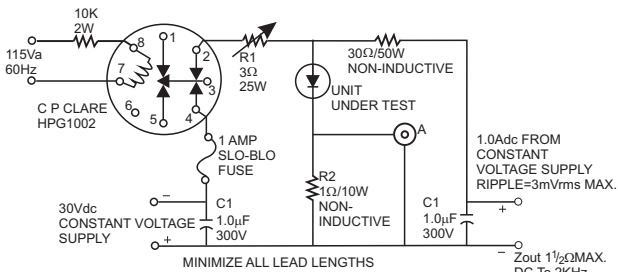 10K
2W
115Va
60Hz
8
1
2
7
3
6
5
4
C P CLARE
HPG1002
R1
3Ω
25W
30Ω/50W
NON-INDUCTIVE
UNIT
UNDER TEST
A
1 AMP
SLO-BLO
FUSE
1.0Adc FROM
CONSTANT
VOLTAGE SUPPLY
RIPPLE=3mVrms MAX.
R2
1Ω/10W
NON-
INDUCTIVE
–
30Vdc
CONSTANT VOLTAGE
SUPPLY
+
C1
1.0µF
300V
C1
1.0µF
300V
+
–
MINIMIZE ALL LEAD LENGTHS
Zout 1½ΩMAX.
DC To 2KHz